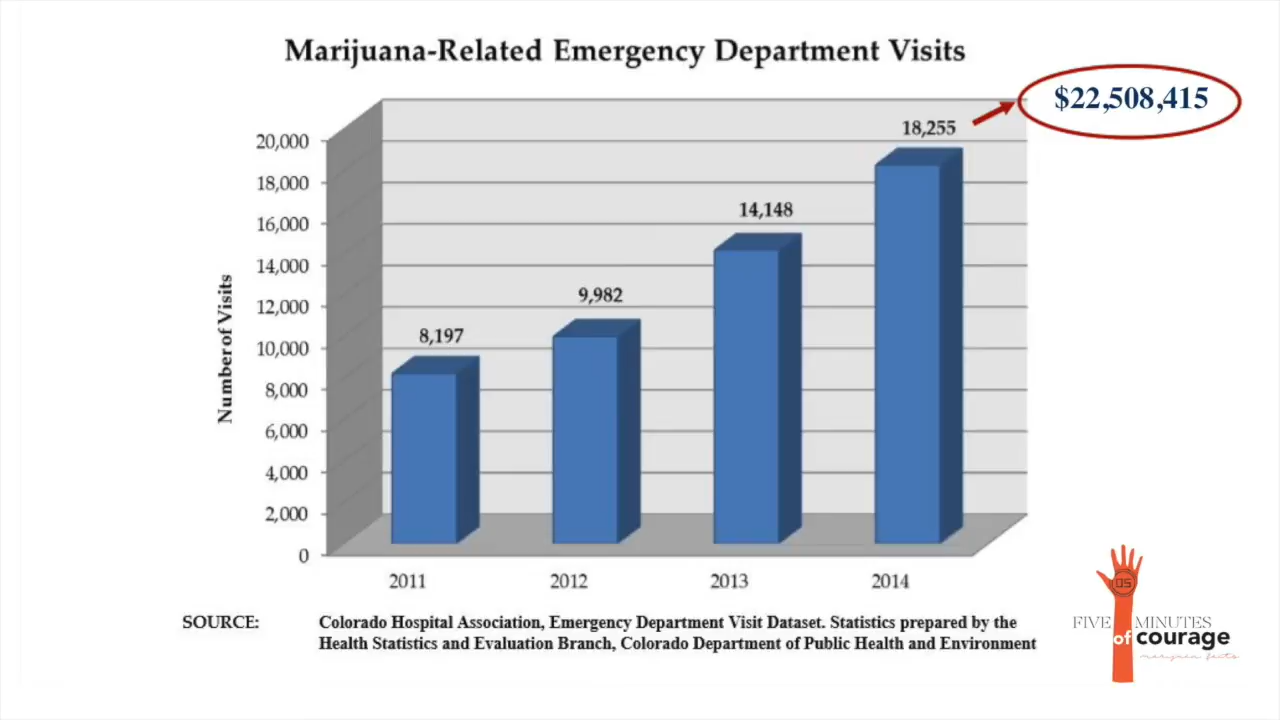 Marijuana-Related Emergency Department Visits
$22,508,415
18,255
20,000
18,000
16,000
14,000
12,000
10,000
8,000
6,000
4,000
2,000
0
Number of Visits
14,148
9,982
8,197
2011 2012 2013 2014
SOURCE: Colorado Hospital Association, Emergency Department Visit Dataset. Statistics prepared by the
Health Statistics and Evaluation Branch, Colorado Department of Public Health and Environment
05
FIVE MINUTES
of courage
marijuana facts